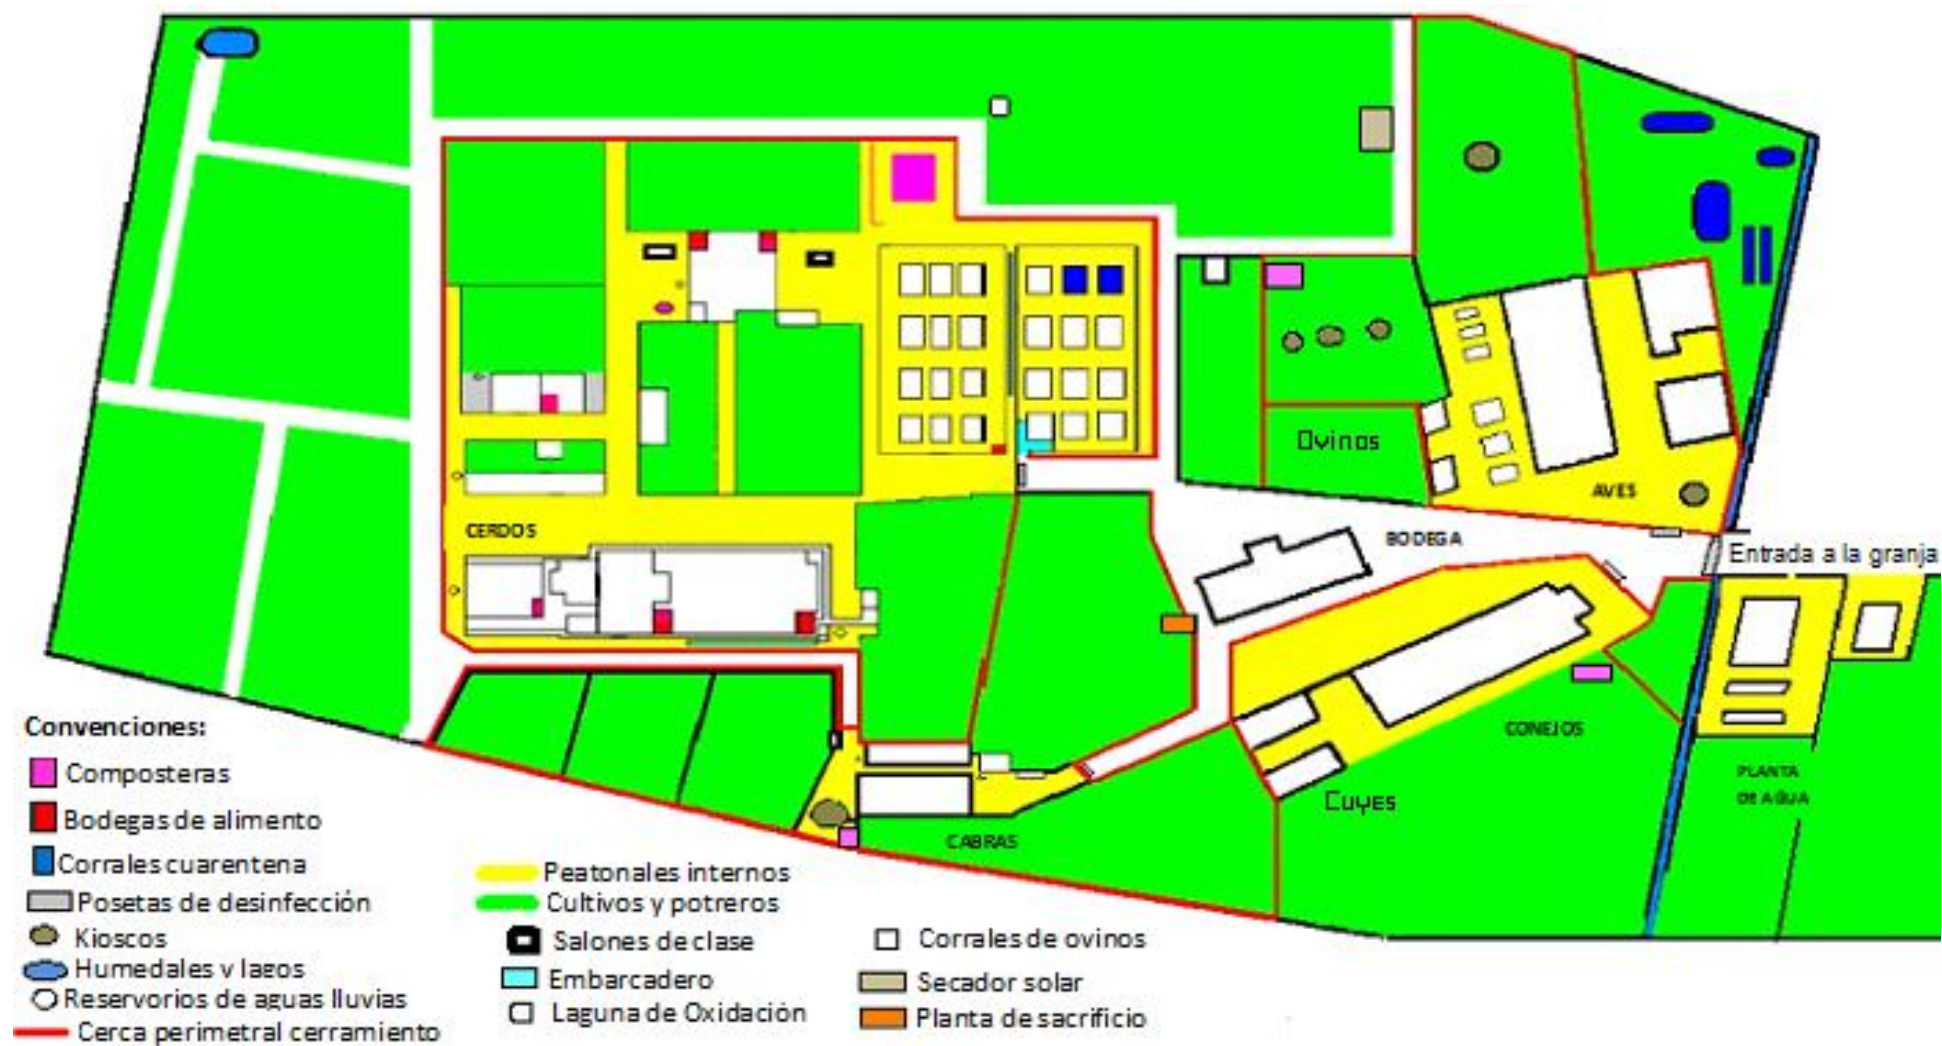 Ovinos
AVES
CERDOS
BODEGA
Entrada a la granja
CONEJOS
PLANTA
DE AGUA
Cuyes
CABRAS
Convenciones:
Composteras
Bodegas de alimento
Corrales cuarentena
Posetas de desinfección
Kioscos
Humedales y lagos
Reservorios de aguas lluvias
Cerca perimetral cerramiento
Peatonales internos
Cultivos y potreros
Salones de clase
Embarcadero
Laguna de Oxidación
Corrales de ovinos
Secador solar
Planta de sacrificio